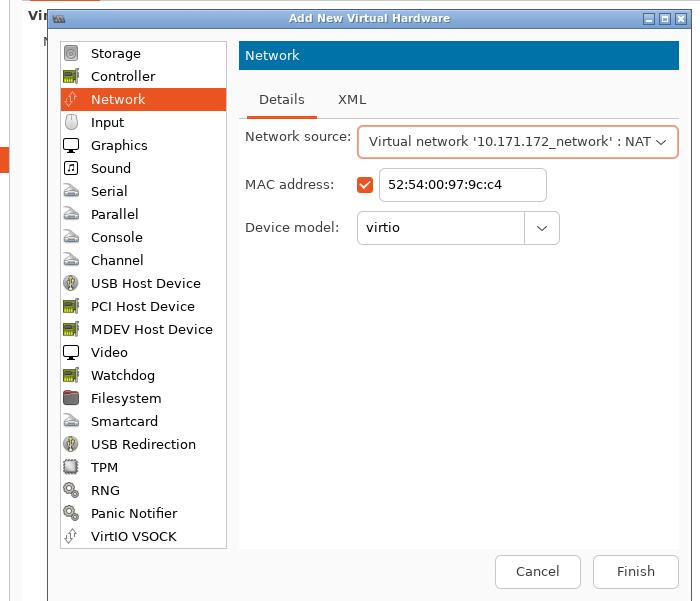 Add New Virtual Hardware
Storage
Controller
Network
Input
Graphics
Sound
Serial
Parallel
Console
Channel
USB Host Device
PCI Host Device
MDEV Host Device
Video
Watchdog
Filesystem
Smartcard
USB Redirection
TPM
RNG
Panic Notifier
VirtIO VSOCK
Network
Details XML
Network source: Virtual network '10.171.172_network' : NAT
MAC address: 52:54:00:97:9c:c4
Device model: virtio
Cancel Finish